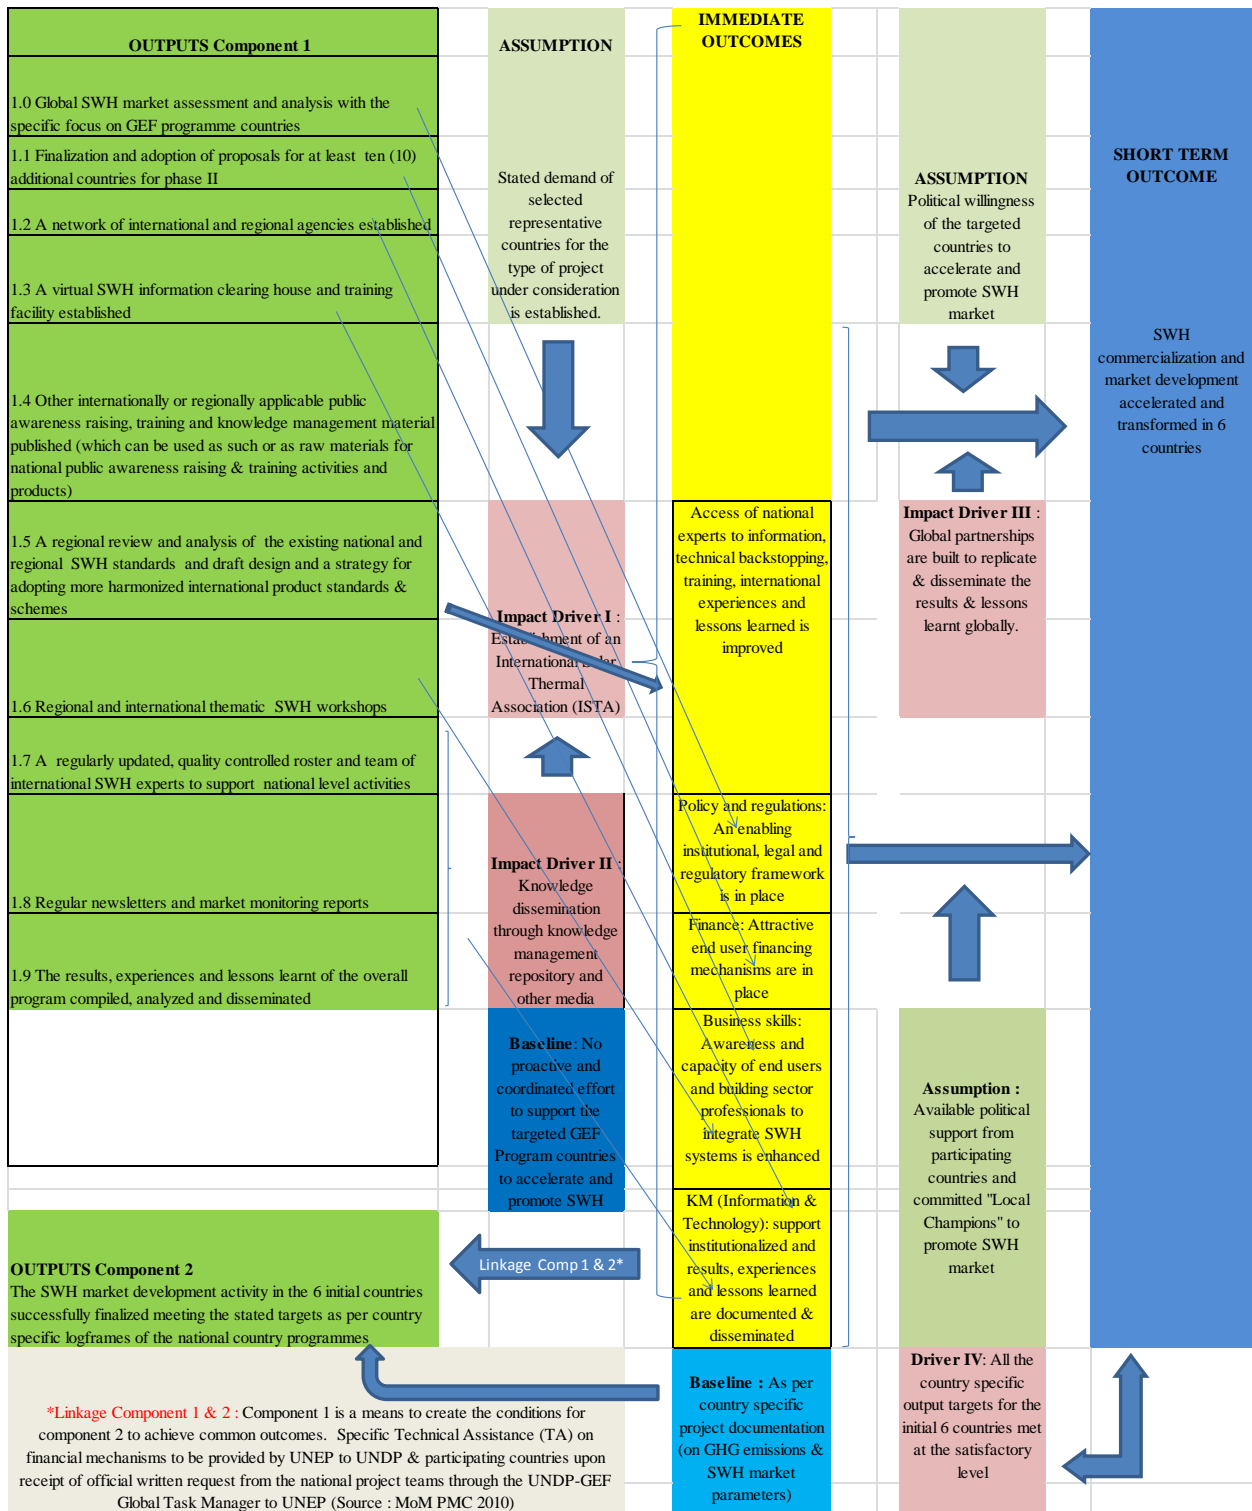 OUTPUTS Component 1
1.0 Global SWH market assessment and analysis with the
specific focus on GEF programme countries
1.1 Finalization and adoption of proposals for at least ten (10)
additional countries for phase II
1.2 A network of international and regional agencies established
1.3 A virtual SWH information clearing house and training
facility established
1.4 Other internationally or regionally applicable public
awareness raising, training and knowledge management material
published (which can be used as such or as raw materials for
national public awareness raising & training activities and
products)
1.5 A regional review and analysis of the existing national and
regional SWH standards and draft design and a strategy for
adopting more harmonized international product standards &
schemes
1.6 Regional and international thematic SWH workshops
1.7 A regularly updated, quality controlled roster and team of
international SWH experts to support national level activities
1.8 Regular newsletters and market monitoring reports
1.9 The results, experiences and lessons learnt of the overall
program compiled, analyzed and disseminated
OUTPUTS Component 2
The SWH market development activity in the 6 initial countries
successfully finalized meeting the stated targets as per country
specific logframes of the national country programmes
ASSUMPTION
Stated demand of
selected
representative
countries for the
type of project
under consideration
is established.
Impact Driver I :
Establishment of an
International Solar
Thermal
Association (ISTA)
Impact Driver II :
Knowledge
dissemination
through knowledge
management
repository and
other media
Baseline: No
proactive and
coordinated effort
to support the
targeted GEF
Program countries
to accelerate and
promote SWH
Linkage Comp 1 & 2*
*Linkage Component 1 & 2 : Component 1 is a means to create the conditions for
component 2 to achieve common outcomes. Specific Technical Assistance (TA) on
financial mechanisms to be provided by UNEP to UNDP & participating countries upon
receipt of official written request from the national project teams through the UNDP-GEF
Global Task Manager to UNEP (Source : MoM PMC 2010)
IMMEDIATE
OUTCOMES
Access of national
experts to information,
technical backstopping,
training, international
experiences and
lessons learned is
improved
Policy and regulations:
An enabling
institutional, legal and
regulatory framework
is in place
Finance: Attractive
end user financing
mechanisms are in
place
Business skills:
Awareness and
capacity of end users
and building sector
professionals to
integrate SWH
systems is enhanced
KM (Information &
Technology): support
institutionalized and
results, experiences
and lessons learned
are documented &
disseminated
Baseline : As per
country specific
project documentation
(on GHG emissions &
SWH market
parameters)
ASSUMPTION
Political willingness
of the targeted
countries to
accelerate and
promote SWH
market
Impact Driver III :
Global partnerships
are built to replicate
& disseminate the
results & lessons
learnt globally.
Assumption :
Available political
support from
participating
countries and
committed "Local
Champions" to
promote SWH
market
Driver IV: All the
country specific
output targets for the
initial 6 countries met
at the satisfactory
level
SHORT TERM
OUTCOME
SWH
commercialization and
market development
accelerated and
transformed in 6
countries